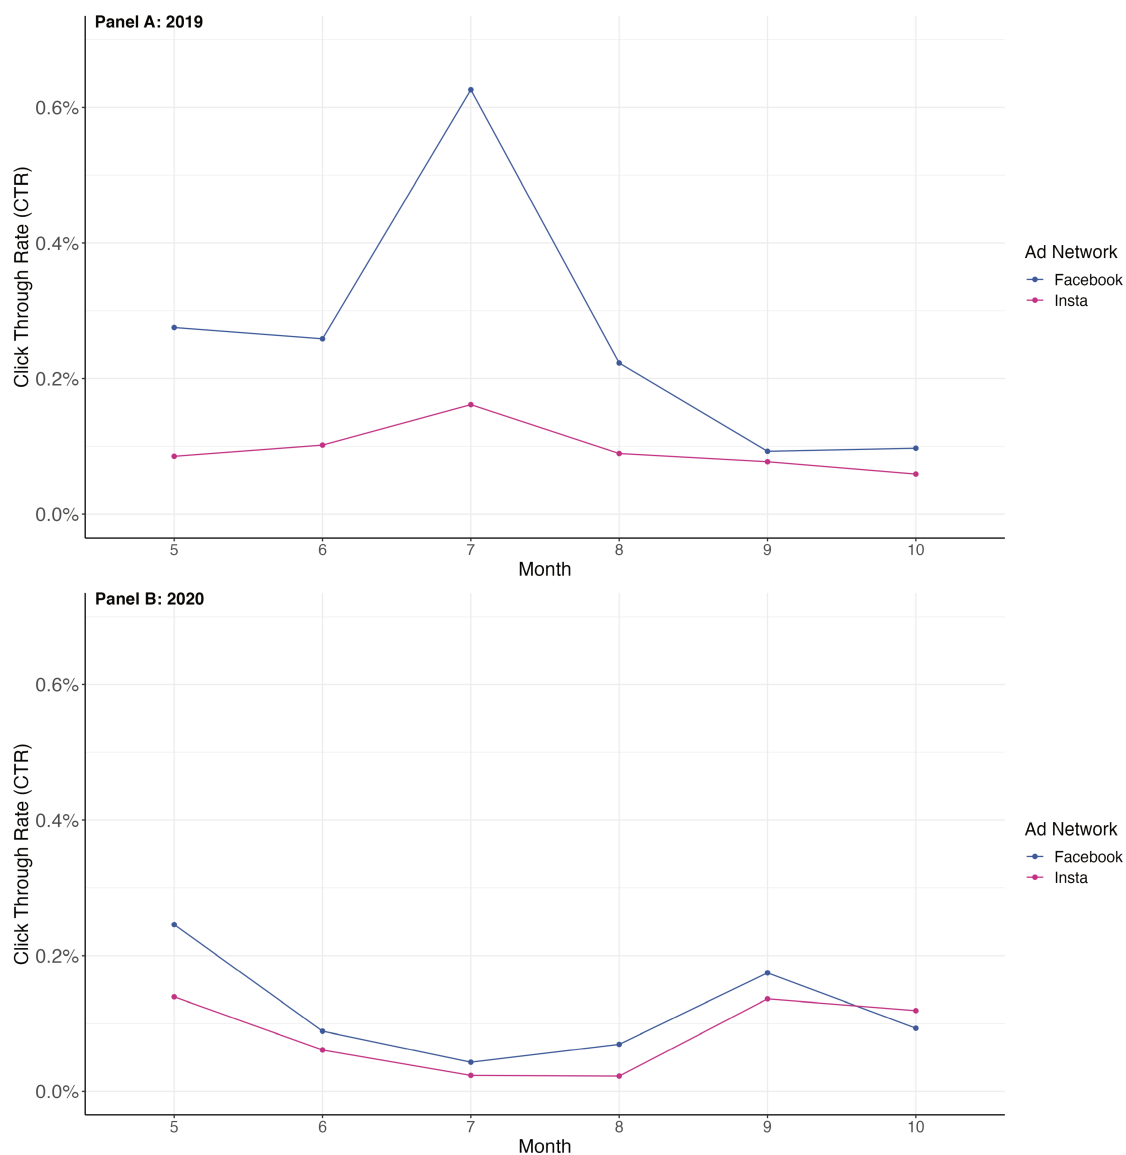 Panel A: 2019
Click Through Rate (CTR)
0.6%
0.4%
0.2%
0.0%
5 6 7 8 9 10
Month
Ad Network
Facebook
Insta
Panel B: 2020
Click Through Rate (CTR)
0.6%
0.4%
0.2%
0.0%
5 6 7 8 9 10
Month
Ad Network
Facebook
Insta